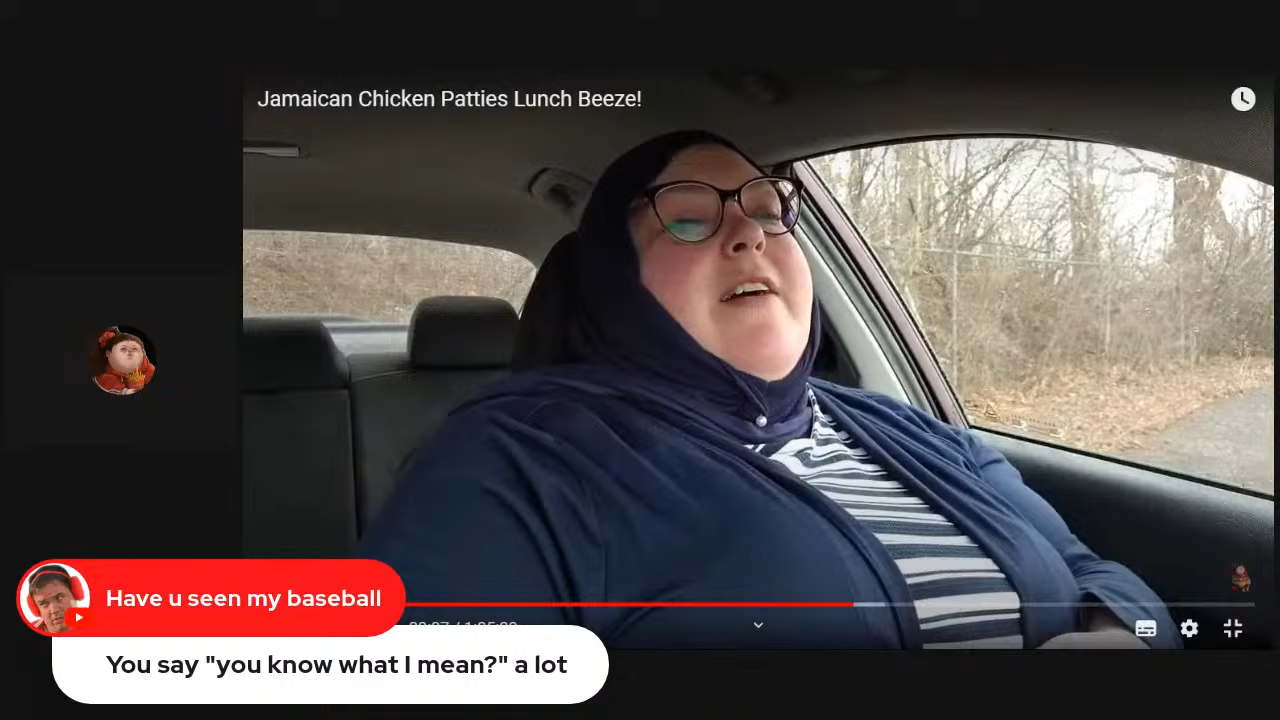 Jamaican Chicken Patties Lunch Beeze!
Have u seen my baseball
You say "you know what I mean?" a lot